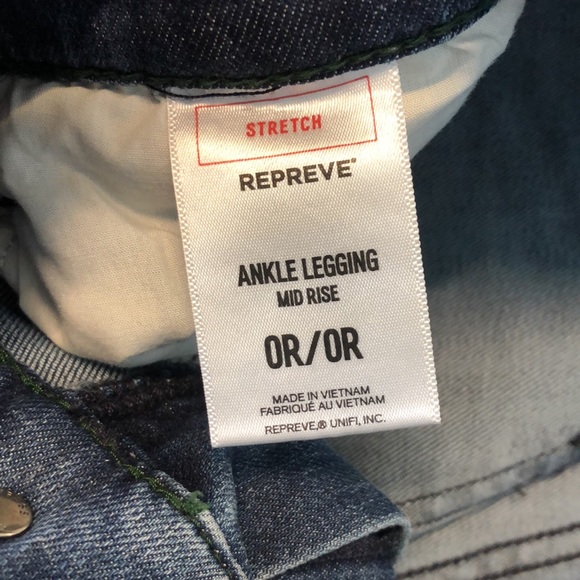 STRETCH
REPREVE®
ANKLE LEGGING
MID RISE
0R/0R
MADE IN VIETNAM
FABRIQUÉ AU VIETNAM
REPREVE,® UNIFI, INC.